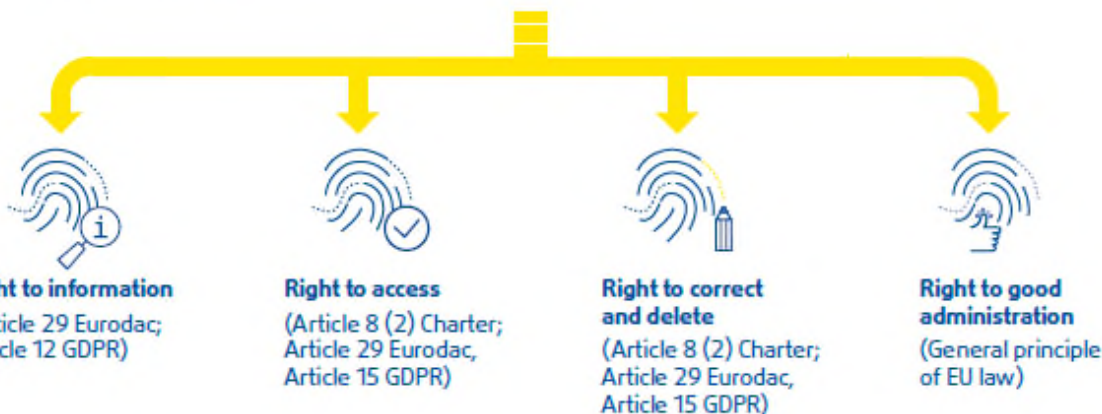 ht to information
ticle 29 Eurodac;
cle 12 GDPR)
Right to access
(Article 8 (2) Charter;
Article 29 Eurodac,
Article 15 GDPR)
Right to correct
and delete
(Article 8 (2) Charter;
Article 29 Eurodac,
Article 15 GDPR)
Right to good
administration
(General principle
of EU law)
i